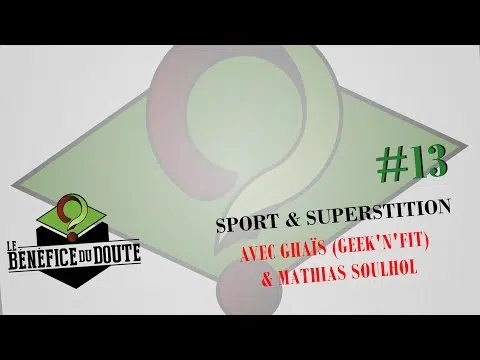 #13
SPORT & SUPERSTITION
AVEC GHAÏS (GEEK'N'FIT)
& MATHIAS SOULHOL
LE
BÉNÉFICE DU DOUTE